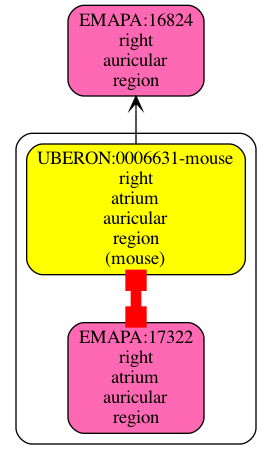 EMAPA:16824
right
auricular
region
UBERON:0006631-mouse
right
atrium
auricular
region
(mouse)
EMAPA:17322
right
atrium
auricular
region